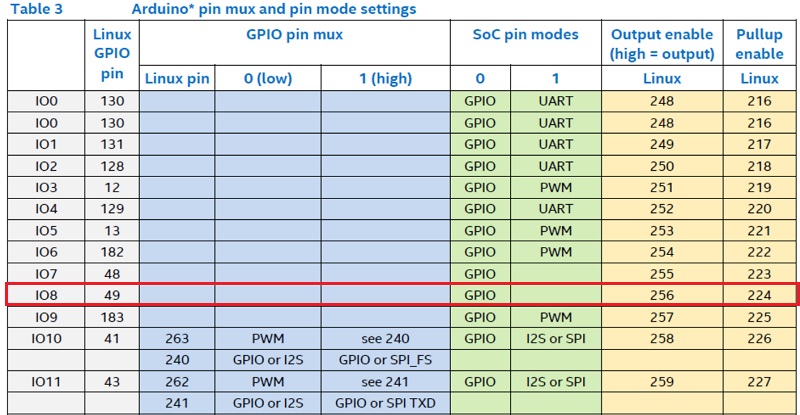 Table 3 Arduino* pin mux and pin mode settings
Linux GPIO pin GPIO pin mux SoC pin modes Output enable (high = output) Pullup enable
Linux pin 0 (low) 1 (high) 0 1 Linux Linux
IO0 130 GPIO UART 248 216
IO0 130 GPIO UART 248 216
IO1 131 GPIO UART 249 217
IO2 128 GPIO UART 250 218
IO3 12 GPIO PWM 251 219
IO4 129 GPIO UART 252 220
IO5 13 GPIO PWM 253 221
IO6 182 GPIO PWM 254 222
IO7 48 GPIO 255 223
IO8 49 GPIO 256 224
IO9 183 GPIO PWM 257 225
IO10 41 263 PWM see 240 GPIO I2S or SPI 258 226
240 GPIO or I2S GPIO or SPI_FS
IO11 43 262 PWM see 241 GPIO I2S or SPI 259 227
241 GPIO or I2S GPIO or SPI TXD